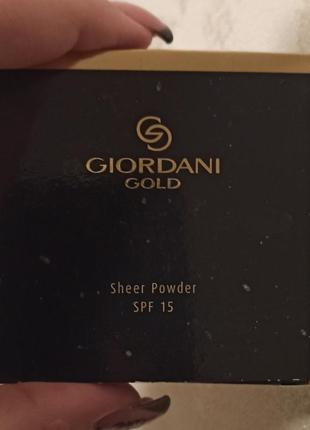 GIORDANI
GOLD
Sheer Powder
SPF 15